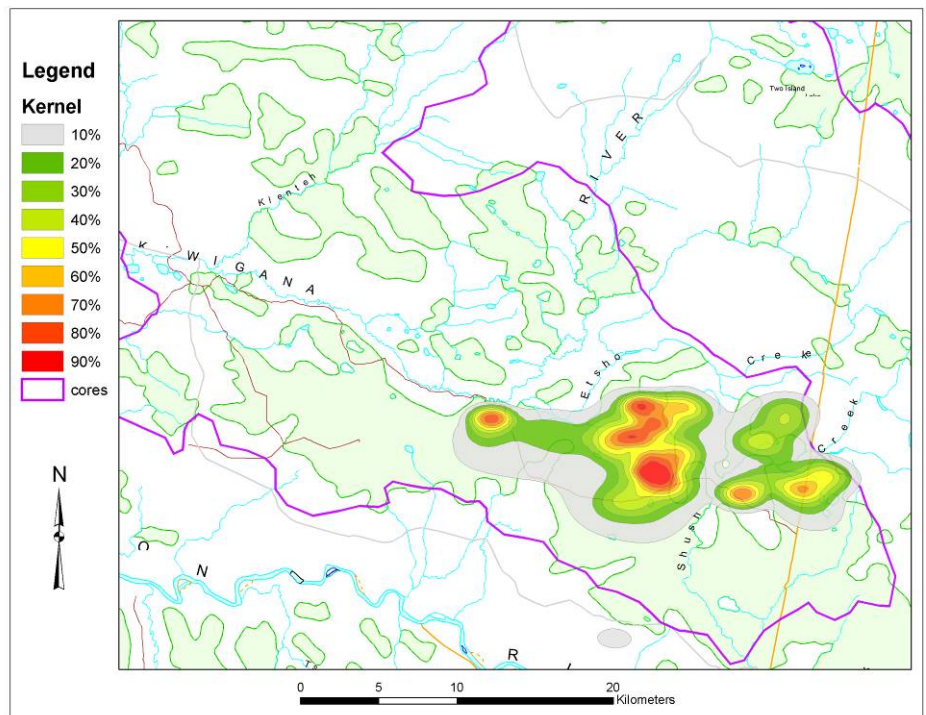 Legend
Kernel
10%
20%
30%
40%
50%
60%
70%
80%
90%
cores
N
Two Island
RIVER
Klenteh
K
WIGANA
Etsho
Creek
Creek
Shush
O N
R I
0 5 10 20
Kilometers